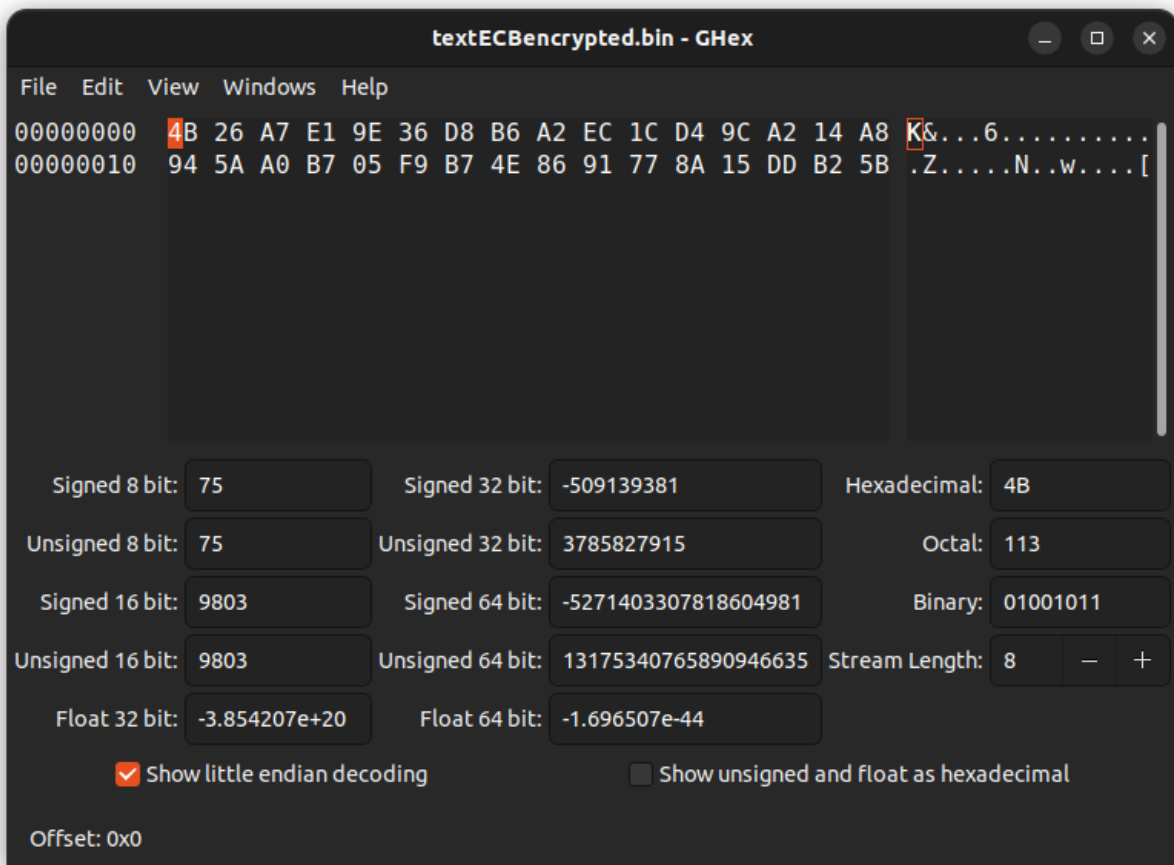 textECBencrypted.bin - GHex
File Edit View Windows Help
00000000 4B 26 A7 E1 9E 36 D8 B6 A2 EC 1C D4 9C A2 14 A8 K&...6..........
00000010 94 5A A0 B7 05 F9 B7 4E 86 91 77 8A 15 DD B2 5B .Z.....N..w....[
Signed 8 bit: 75 Signed 32 bit: -509139381 Hexadecimal: 4B
Unsigned 8 bit: 75 Unsigned 32 bit: 3785827915 Octal: 113
Signed 16 bit: 9803 Signed 64 bit: -5271403307818604981 Binary: 01001011
Unsigned 16 bit: 9803 Unsigned 64 bit: 13175340765890946635 Stream Length: 8 − +
Float 32 bit: -3.854207e+20 Float 64 bit: -1.696507e-44
Show little endian decoding Show unsigned and float as hexadecimal
Offset: 0x0